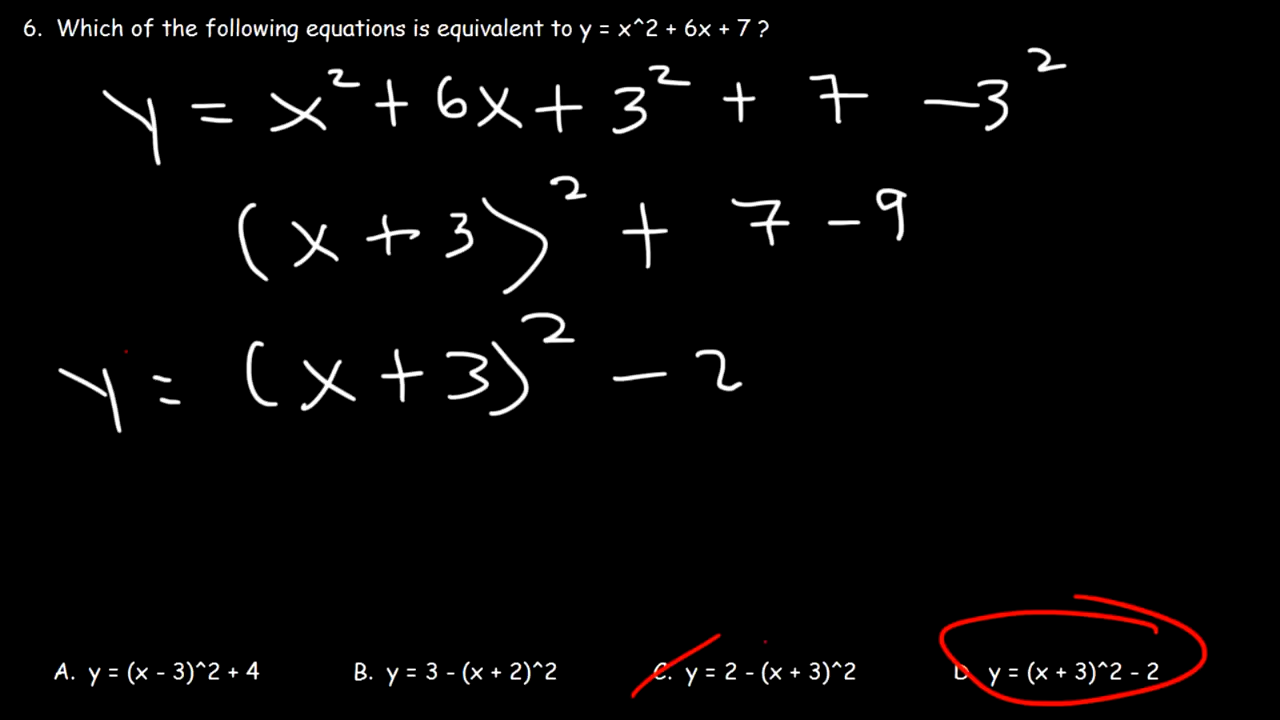 6. Which of the following equations is equivalent to y = x^2 + 6x + 7 ?
y = x² + 6x + 3² + 7 - 3²
(x + 3)² + 7 - 9
y = (x + 3)² - 2
A. y = (x - 3)^2 + 4 B. y = 3 - (x + 2)^2 C. y = 2 - (x + 3)^2 D. y = (x + 3)^2 - 2